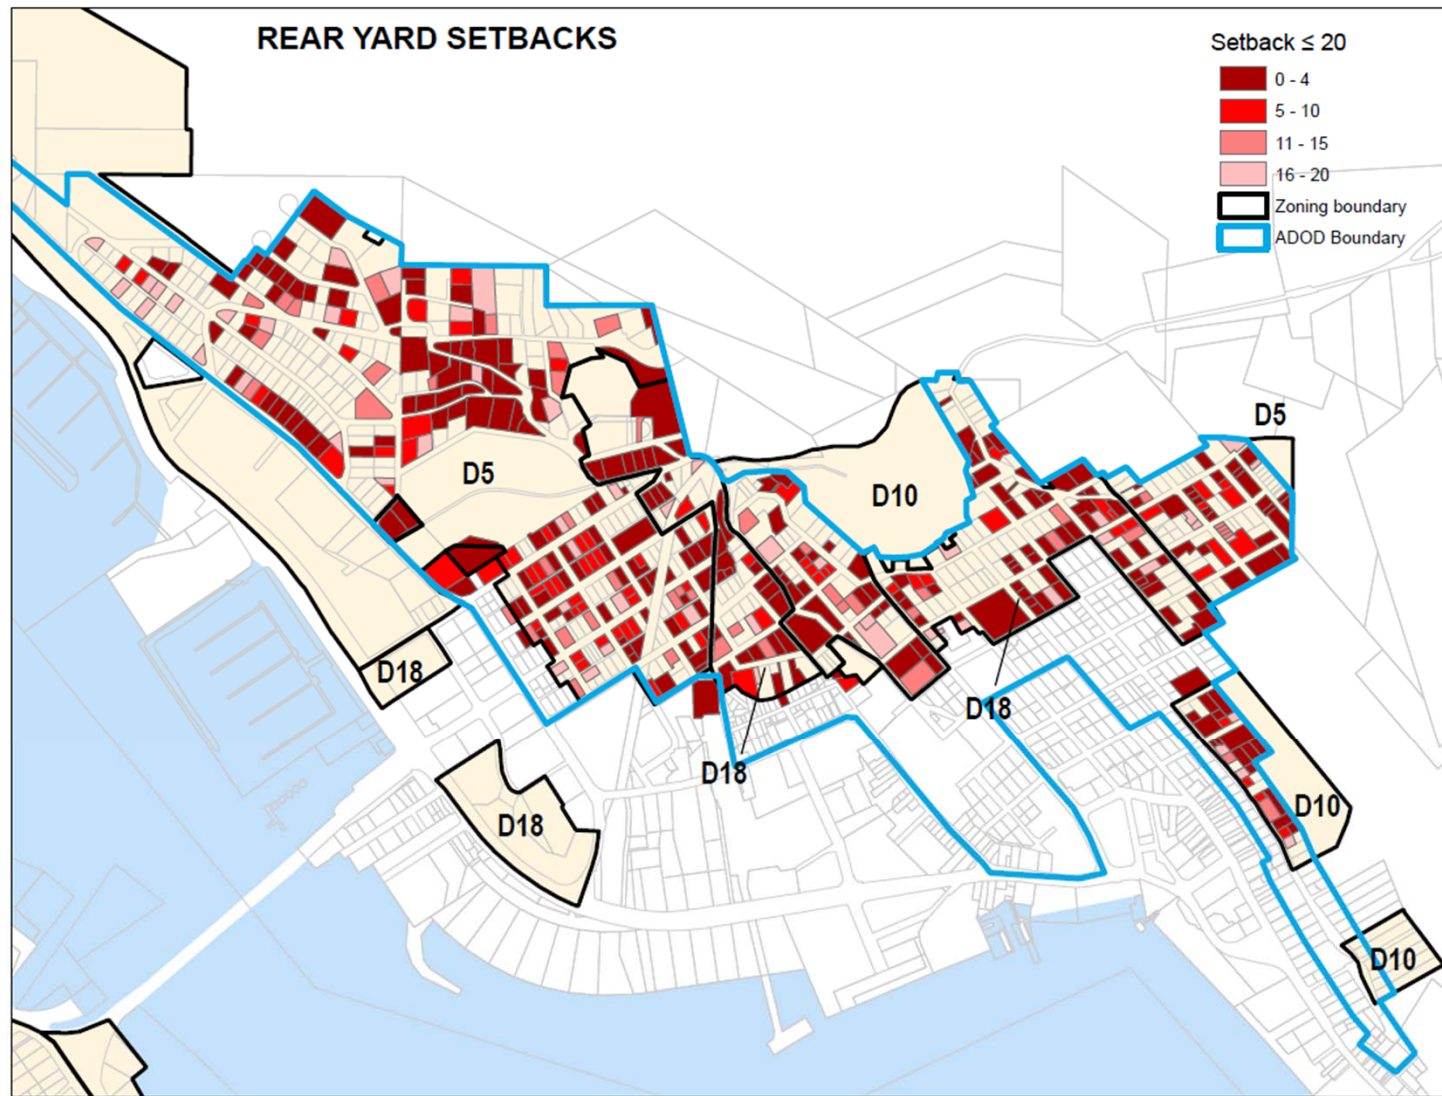 REAR YARD SETBACKS
Setback ≤ 20
0 - 4
5 - 10
11 - 15
16 - 20
Zoning boundary
ADOD Boundary
D5
D5
D10
D18
D18
D18
D18
D10
D10